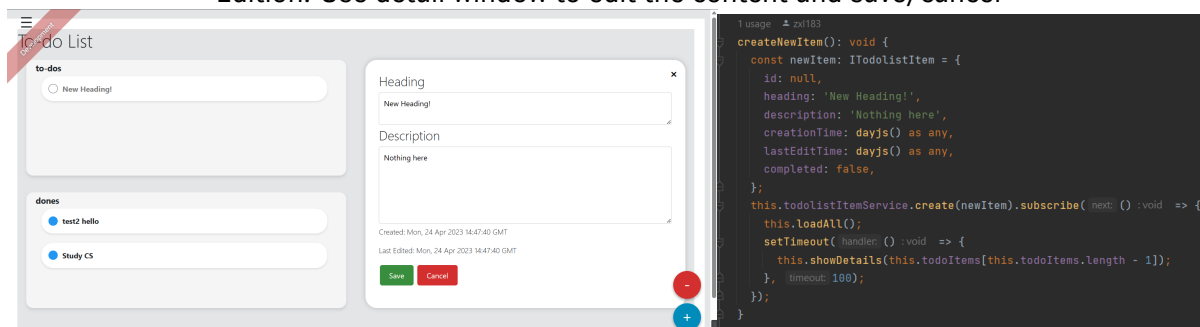 Edition: Use detail window to edit the content and save/cancel
Development
To-do List
to-dos
New Heading!
dones
test2 hello
Study CS
×
Heading
New Heading!
Description
Nothing here
Created: Mon, 24 Apr 2023 14:47:40 GMT
Last Edited: Mon, 24 Apr 2023 14:47:40 GMT
Save Cancel
-
+
1 usage zxl183
createNewItem(): void {
const newItem: ITodolistItem = {
id: null,
heading: 'New Heading!',
description: 'Nothing here',
creationTime: dayjs() as any,
lastEditTime: dayjs() as any,
completed: false,
};
this.todolistItemService.create(newItem).subscribe( next: () :void => {
this.loadAll();
setTimeout( handler: () :void => {
this.showDetails(this.todoItems[this.todoItems.length - 1]);
}, timeout: 100);
});
}